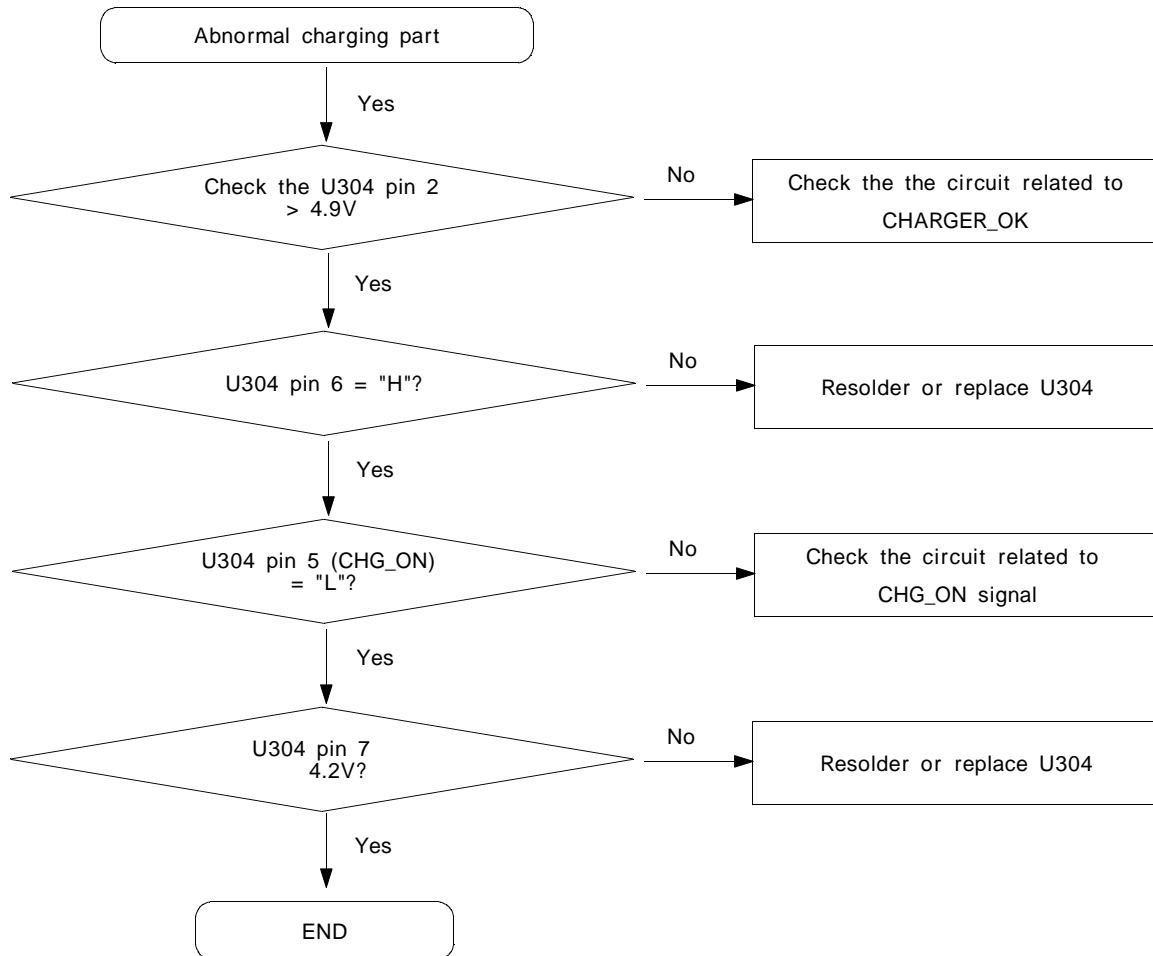 Abnormal charging part
Yes
Check the U304 pin 2
> 4.9V
No
Check the the circuit related to
CHARGER_OK
Yes
U304 pin 6 = "H"?
No
Resolder or replace U304
Yes
U304 pin 5 (CHG_ON)
= "L"?
No
Check the circuit related to
CHG_ON signal
Yes
U304 pin 7
4.2V?
No
Resolder or replace U304
Yes
END